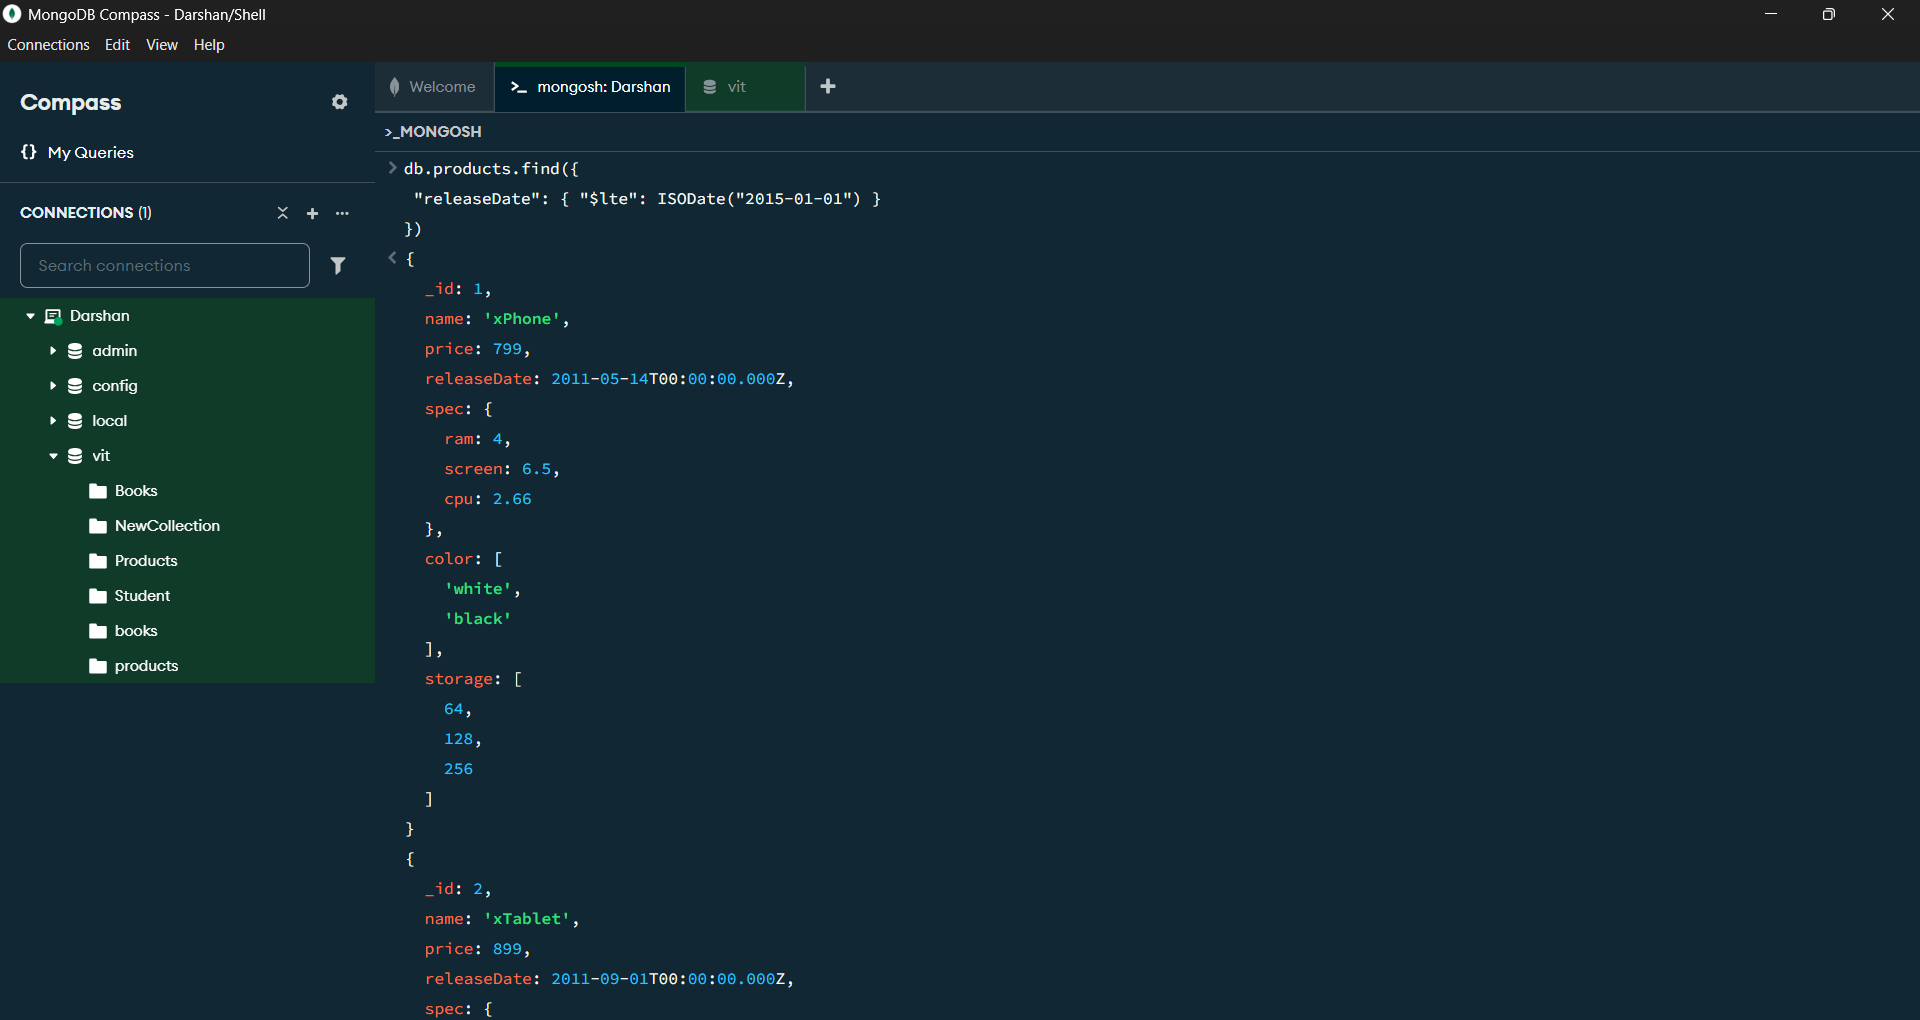 MongoDB Compass - Darshan/Shell
Connections Edit View Help
Compass
{} My Queries
CONNECTIONS (1)
Search connections
Darshan
admin
config
local
vit
Books
NewCollection
Products
Student
books
products
Welcome
>_ mongosh: Darshan
vit
>_MONGOSH
> db.products.find({
"releaseDate": { "$lte": ISODate("2015-01-01") }
})
< {
_id: 1,
name: 'xPhone',
price: 799,
releaseDate: 2011-05-14T00:00:00.000Z,
spec: {
ram: 4,
screen: 6.5,
cpu: 2.66
},
color: [
'white',
'black'
],
storage: [
64,
128,
256
]
}
{
_id: 2,
name: 'xTablet',
price: 899,
releaseDate: 2011-09-01T00:00:00.000Z,
spec: {